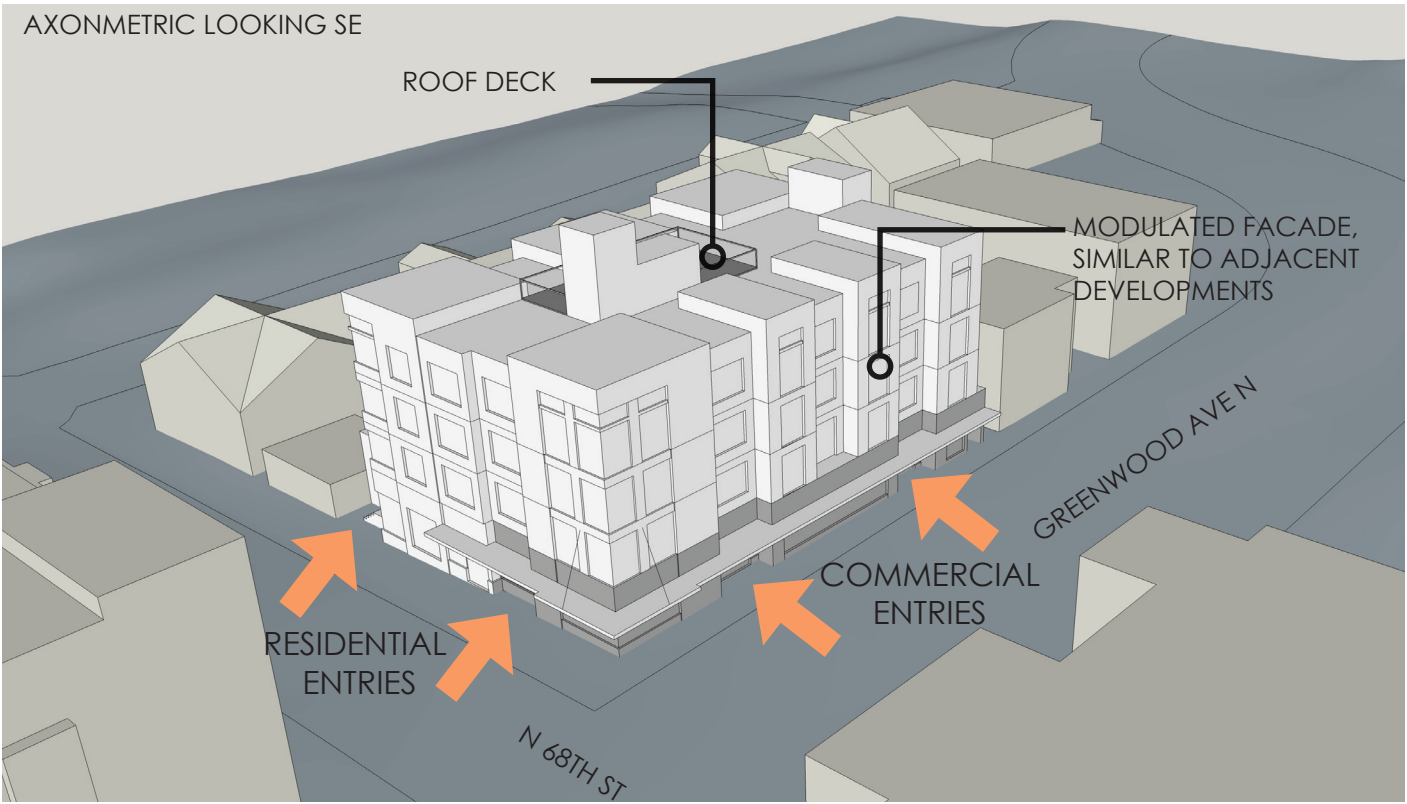 AXONMETRIC LOOKING SE
ROOF DECK
MODULATED FACADE,
SIMILAR TO ADJACENT
DEVELOPMENTS
GREENWOOD AVE N
COMMERCIAL
ENTRIES
RESIDENTIAL
ENTRIES
N 68TH ST